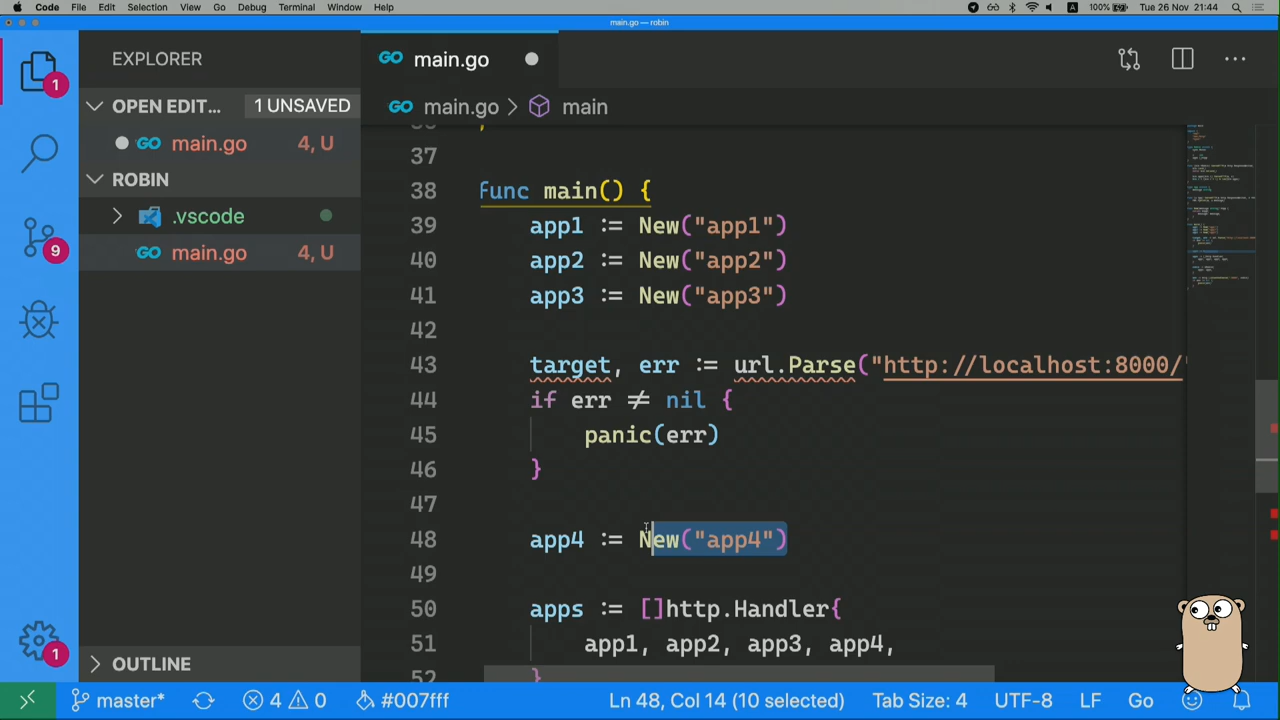 Code File Edit Selection View Go Debug Terminal Window Help 100% Tue 26 Nov 21:44
main.go — robin
EXPLORER
OPEN EDIT... 1 UNSAVED
main.go 4, U
ROBIN
.vscode
main.go 4, U
OUTLINE
1
9
1
GO main.go
GO main.go > main
37
38 func main() {
39 app1 := New("app1")
40 app2 := New("app2")
41 app3 := New("app3")
42
43 target, err := url.Parse("http://localhost:8000/"
44 if err ≠ nil {
45 panic(err)
46 }
47
48 app4 := New("app4")
49
50 apps := []http.Handler{
51 app1, app2, app3, app4,
52 }
master* 4 0 #007fff Ln 48, Col 14 (10 selected) Tab Size: 4 UTF-8 LF Go